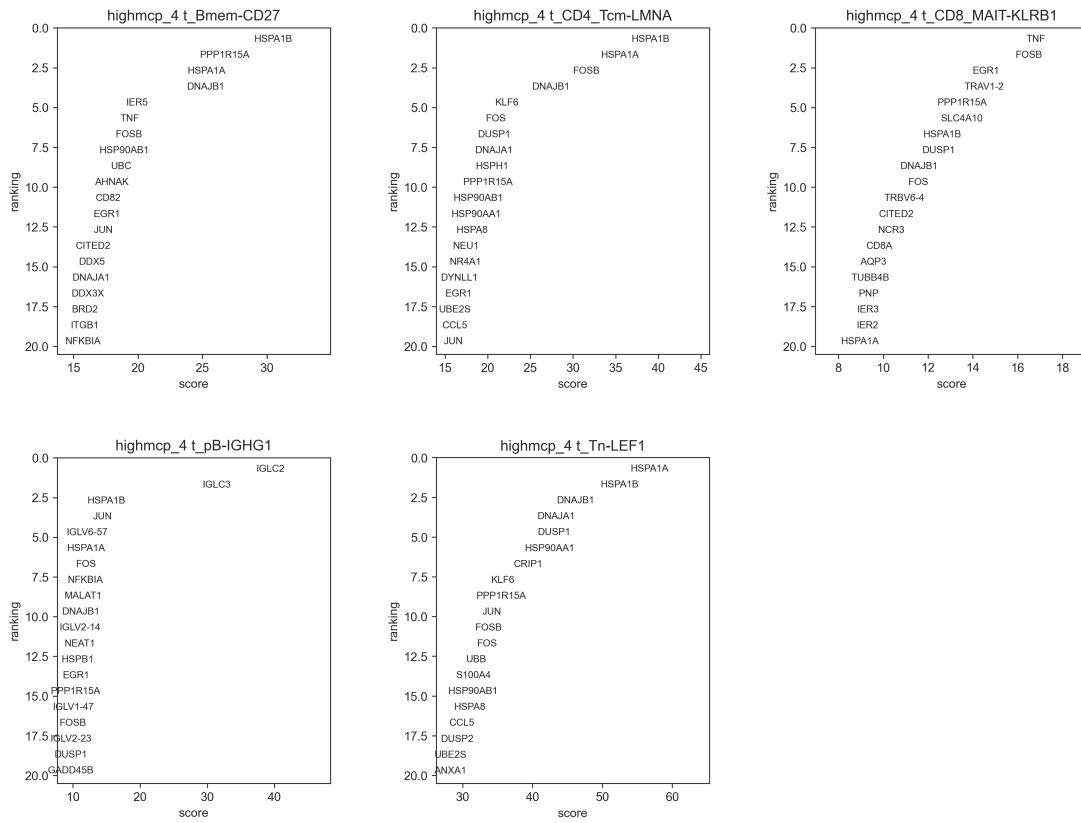 highmcp_4 t_Bmem-CD27
0.0
2.5
5.0
7.5
10.0
12.5
15.0
17.5
20.0
ranking
HSPA1B
PPP1R15A
HSPA1A
DNAJB1
IER5
TNF
FOSB
HSP90AB1
UBC
AHNAK
CD82
EGR1
JUN
CITED2
DDX5
DNAJA1
DDX3X
BRD2
ITGB1
NFKBIA
15 20 25 30
score
highmcp_4 t_CD4_Tcm-LMNA
0.0
2.5
5.0
7.5
10.0
12.5
15.0
17.5
20.0
ranking
HSPA1B
HSPA1A
FOSB
DNAJB1
KLF6
FOS
DUSP1
DNAJA1
HSPH1
PPP1R15A
HSP90AB1
HSP90AA1
HSPA8
NEU1
NR4A1
DYNLL1
EGR1
UBE2S
CCL5
JUN
15 20 25 30 35 40 45
score
highmcp_4 t_CD8_MAIT-KLRB1
0.0
2.5
5.0
7.5
10.0
12.5
15.0
17.5
20.0
ranking
TNF
FOSB
EGR1
TRAV1-2
PPP1R15A
SLC4A10
HSPA1B
DUSP1
DNAJB1
FOS
TRBV6-4
CITED2
NCR3
CD8A
AQP3
TUBB4B
PNP
IER3
IER2
HSPA1A
8 10 12 14 16 18
score
highmcp_4 t_pB-IGHG1
0.0
2.5
5.0
7.5
10.0
12.5
15.0
17.5
20.0
ranking
IGLC2
IGLC3
HSPA1B
JUN
IGLV6-57
HSPA1A
FOS
NFKBIA
MALAT1
DNAJB1
IGLV2-14
NEAT1
HSPB1
EGR1
PPP1R15A
IGLV1-47
FOSB
IGLV2-23
DUSP1
GADD45B
10 20 30 40
score
highmcp_4 t_Tn-LEF1
0.0
2.5
5.0
7.5
10.0
12.5
15.0
17.5
20.0
ranking
HSPA1A
HSPA1B
DNAJB1
DNAJA1
DUSP1
HSP90AA1
CRIP1
KLF6
PPP1R15A
JUN
FOSB
FOS
UBB
S100A4
HSP90AB1
HSPA8
CCL5
DUSP2
UBE2S
ANXA1
30 40 50 60
score